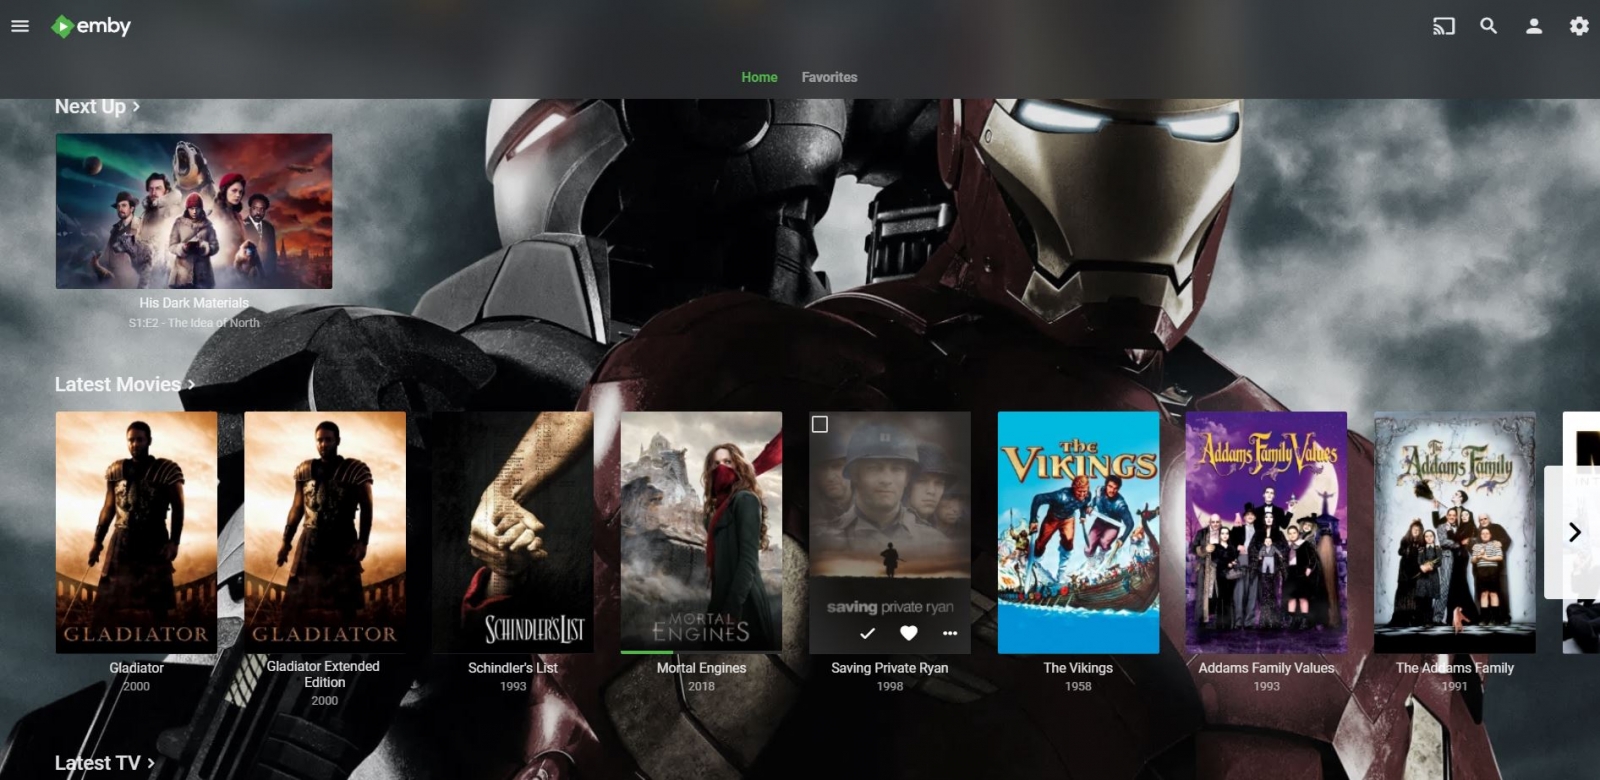 emby
Home Favorites
Next Up
His Dark Materials
S1:E2 - The Idea of North
Latest Movies
GLADIATOR
GLADIATOR
SCHINDLER'S LIST
MORTAL
ENGINES
saving private ryan
THE
VIKINGS
Addams Family Values
The
Addams Family
Gladiator
2000
Gladiator Extended
Edition
2000
Schindler's List
1993
Mortal Engines
2018
Saving Private Ryan
1998
The Vikings
1958
Addams Family Values
1993
The Addams Family
1991
Latest TV